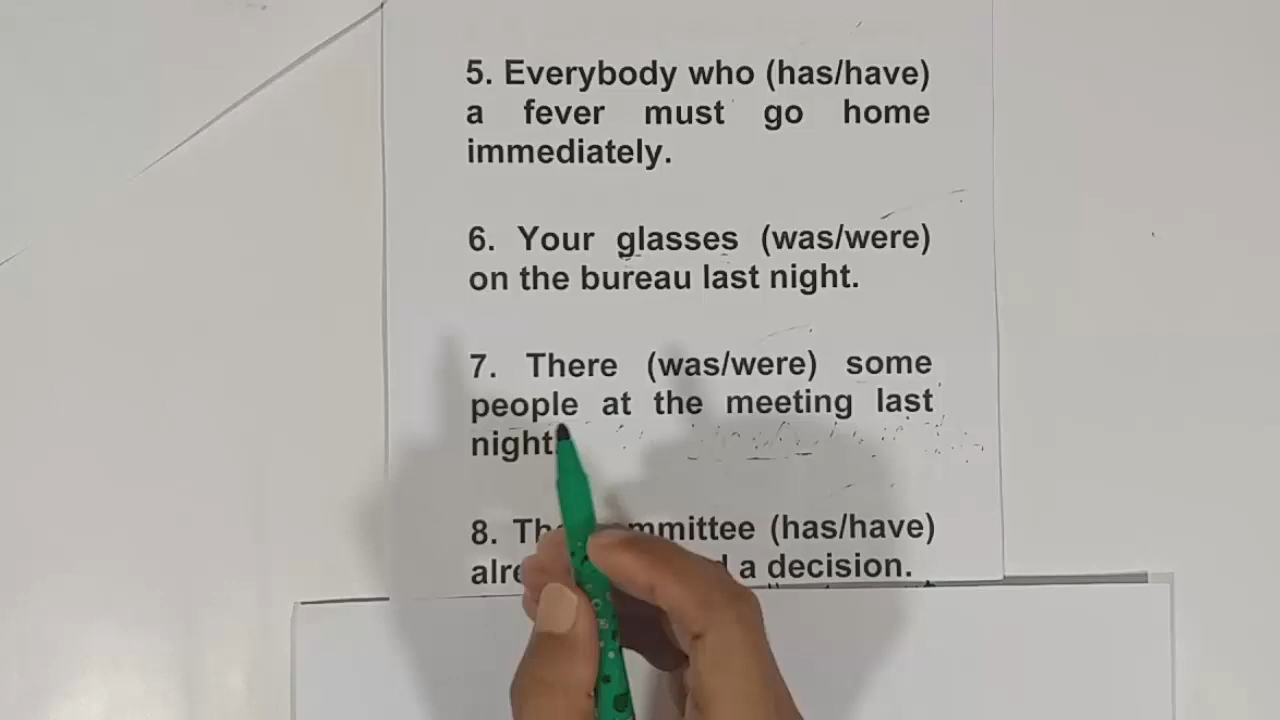 5. Everybody who (has/have)
a fever must go home
immediately.
6. Your glasses (was/were)
on the bureau last night.
7. There (was/were) some
people at the meeting last
night
8. committee (has/have)
a decision.